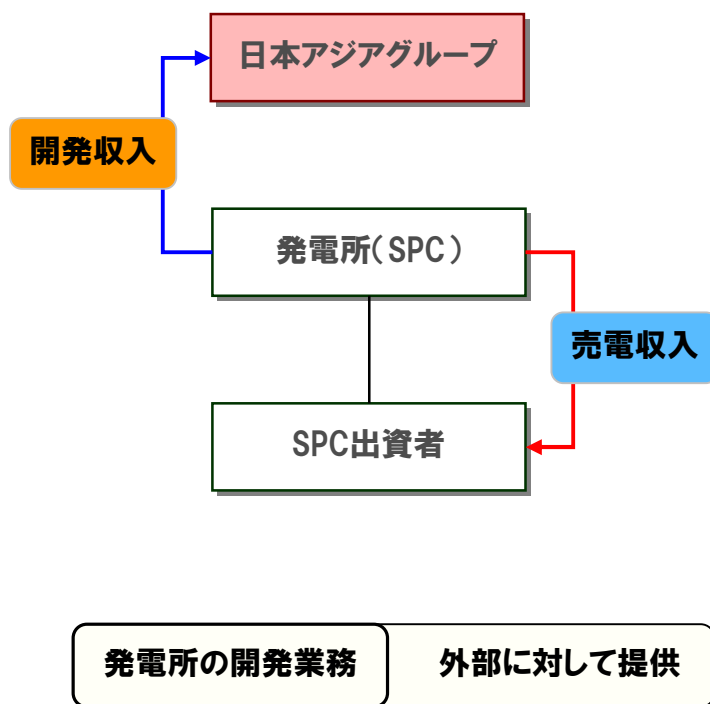 日本アジアグループ
開発収入
発電所(SPC)
売電収入
SPC出資者
発電所の開発業務 外部に対して提供